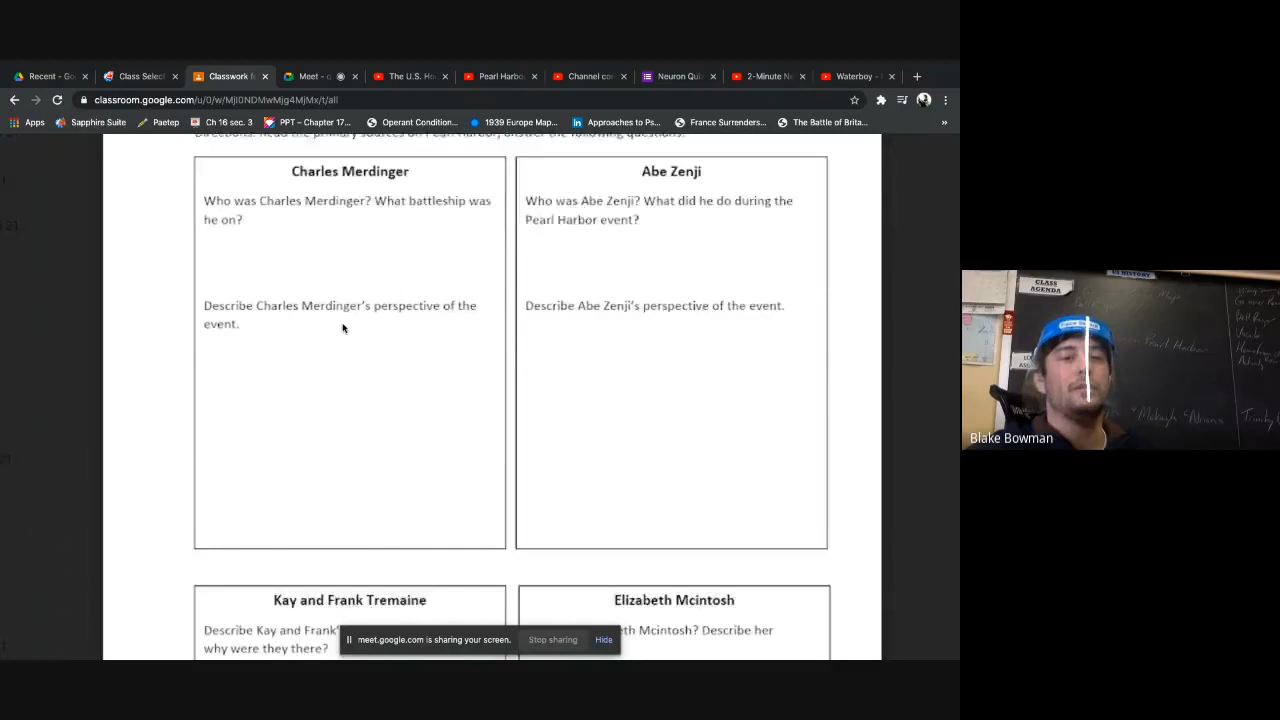 Recent - Go
Class Select
Classwork f
Meet - c
The U.S. Ho
Pearl Harbo
Channel co
Neuron Qui
2-Minute N
Waterboy -
classroom.google.com/u/0/w/MjI0NDMwMjg4MjMx/t/all
Apps
Sapphire Suite
Paetep
Ch 16 sec. 3
PPT – Chapter 17...
Operant Condition...
1939 Europe Map...
Approaches to Ps...
France Surrenders...
The Battle of Brita...
»
Charles Merdinger
Who was Charles Merdinger? What battleship was
he on?
Describe Charles Merdinger's perspective of the
event.
Abe Zenji
Who was Abe Zenji? What did he do during the
Pearl Harbor event?
Describe Abe Zenji's perspective of the event.
Kay and Frank Tremaine
Describe Kay and Frank'
why were they there?
Elizabeth Mcintosh
eth Mcintosh? Describe her
meet.google.com is sharing your screen.
Stop sharing
Hide
21
21
US HISTORY
CLASS
AGENDA
Pearl Harbor
Blake Bowman